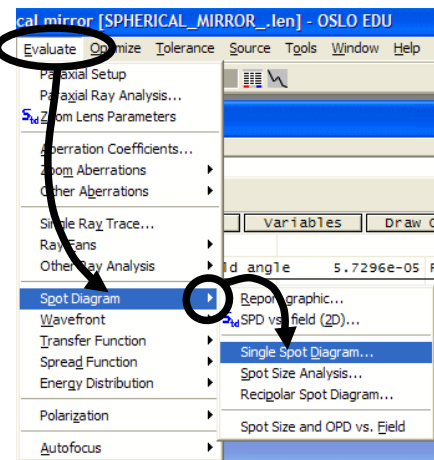 cal mirror [SPHERICAL_MIRROR_.len] - OSLO EDU
Evaluate Optimize Tolerance Source Tools Window Help
Paraxial Setup
Paraxial Ray Analysis...
Std Zoom Lens Parameters
Aberration Coefficients...
Zoom Aberrations
Other Aberrations
Single Ray Trace...
Variables Draw
Ray Fans
Other Ray Analysis
ld angle 5.7296e-05
Spot Diagram
Report graphic...
Wavefront
Std SPD vs. field (2D)...
Transfer Function
Single Spot Diagram...
Spread Function
Spot Size Analysis...
Energy Distribution
Recipolar Spot Diagram...
Polarization
Spot Size and OPD vs. Field
Autofocus